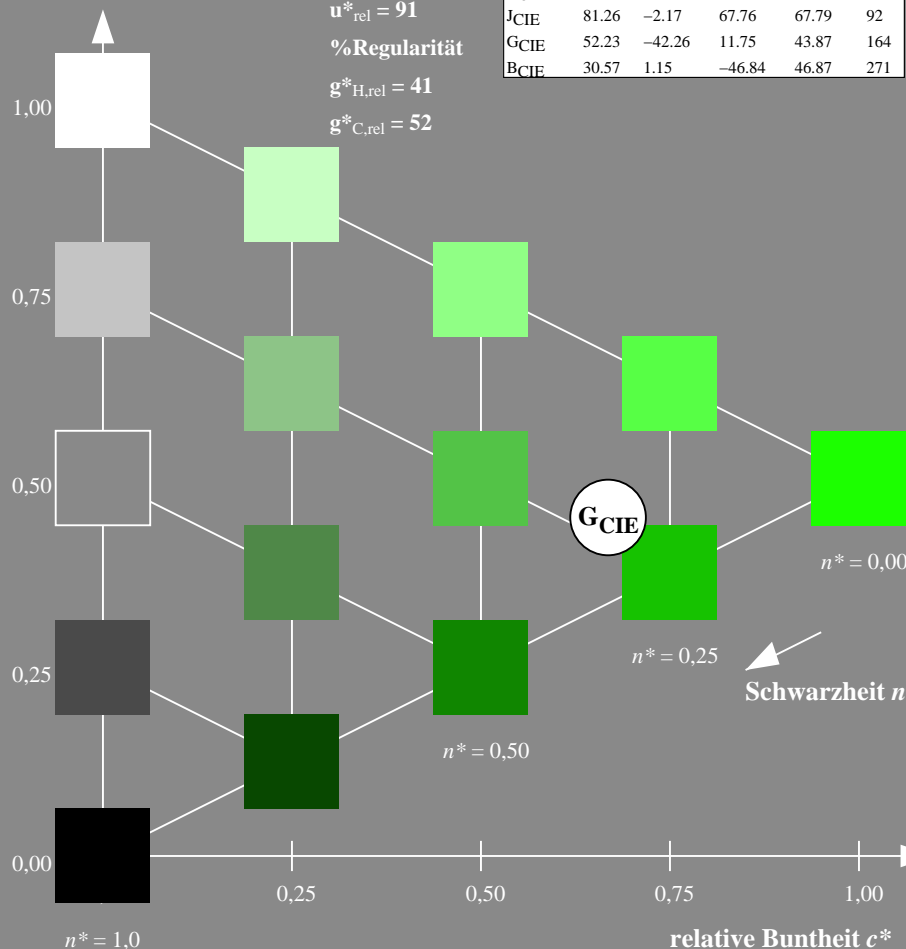 u*rel = 91
%Regularität
g*H,rel = 41
g*C,rel = 52
JCIE 81.26 −2.17 67.76 67.79 92
GCIE 52.23 −42.26 11.75 43.87 164
BCIE 30.57 1.15 −46.84 46.87 271
1,00
0,75
0,50
GCIE
n* = 0,00
n* = 0,25
0,25
Schwarzheit n
n* = 0,50
0,00
0,25 0,50 0,75 1,00
n* = 1,0
relative Buntheit c*